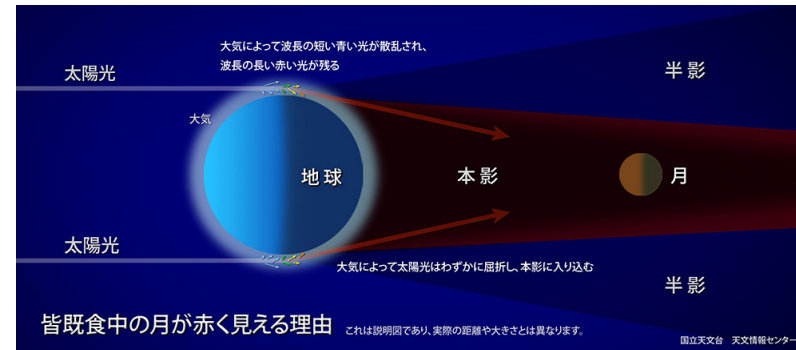 大気によって波長の短い青い光が散乱され、
波長の長い赤い光が残る
太陽光
半影
大気
地球
本影
月
太陽光
大気によって太陽光はわずかに屈折し、本影に入り込む
半影
皆既食中の月が赤く見える理由
これは説明図であり、実際の距離や大きさとは異なります。
国立天文台 天文情報センター